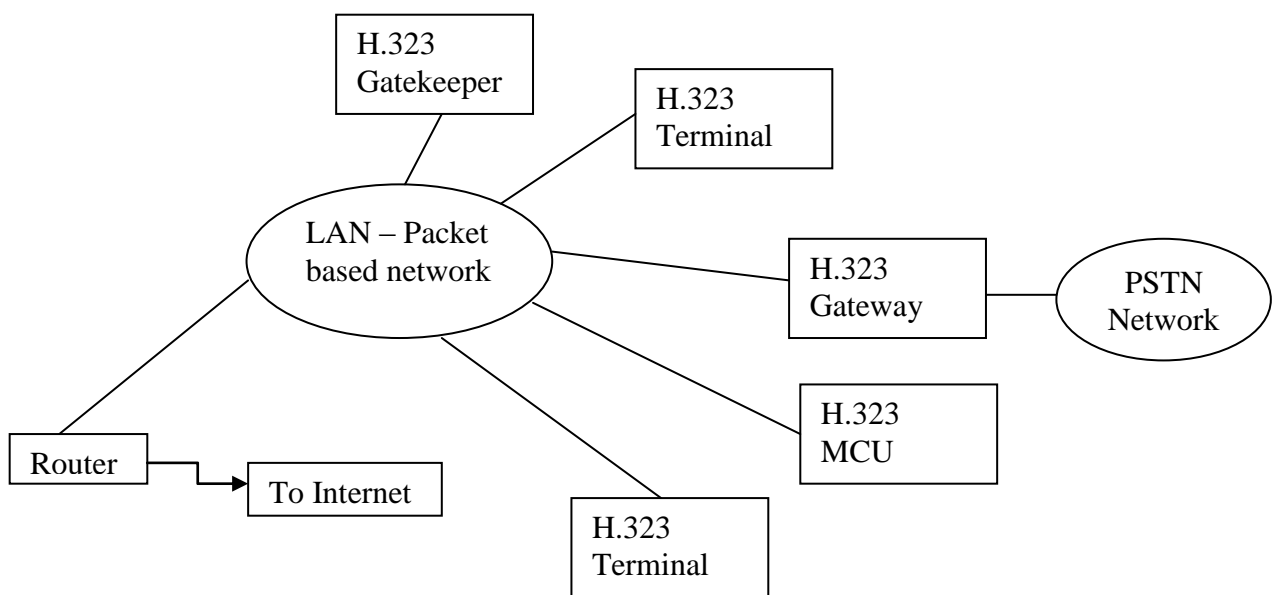 H.323
Gatekeeper
H.323
Terminal
LAN – Packet
based network
H.323
Gateway
PSTN
Network
H.323
MCU
Router
To Internet
H.323
Terminal